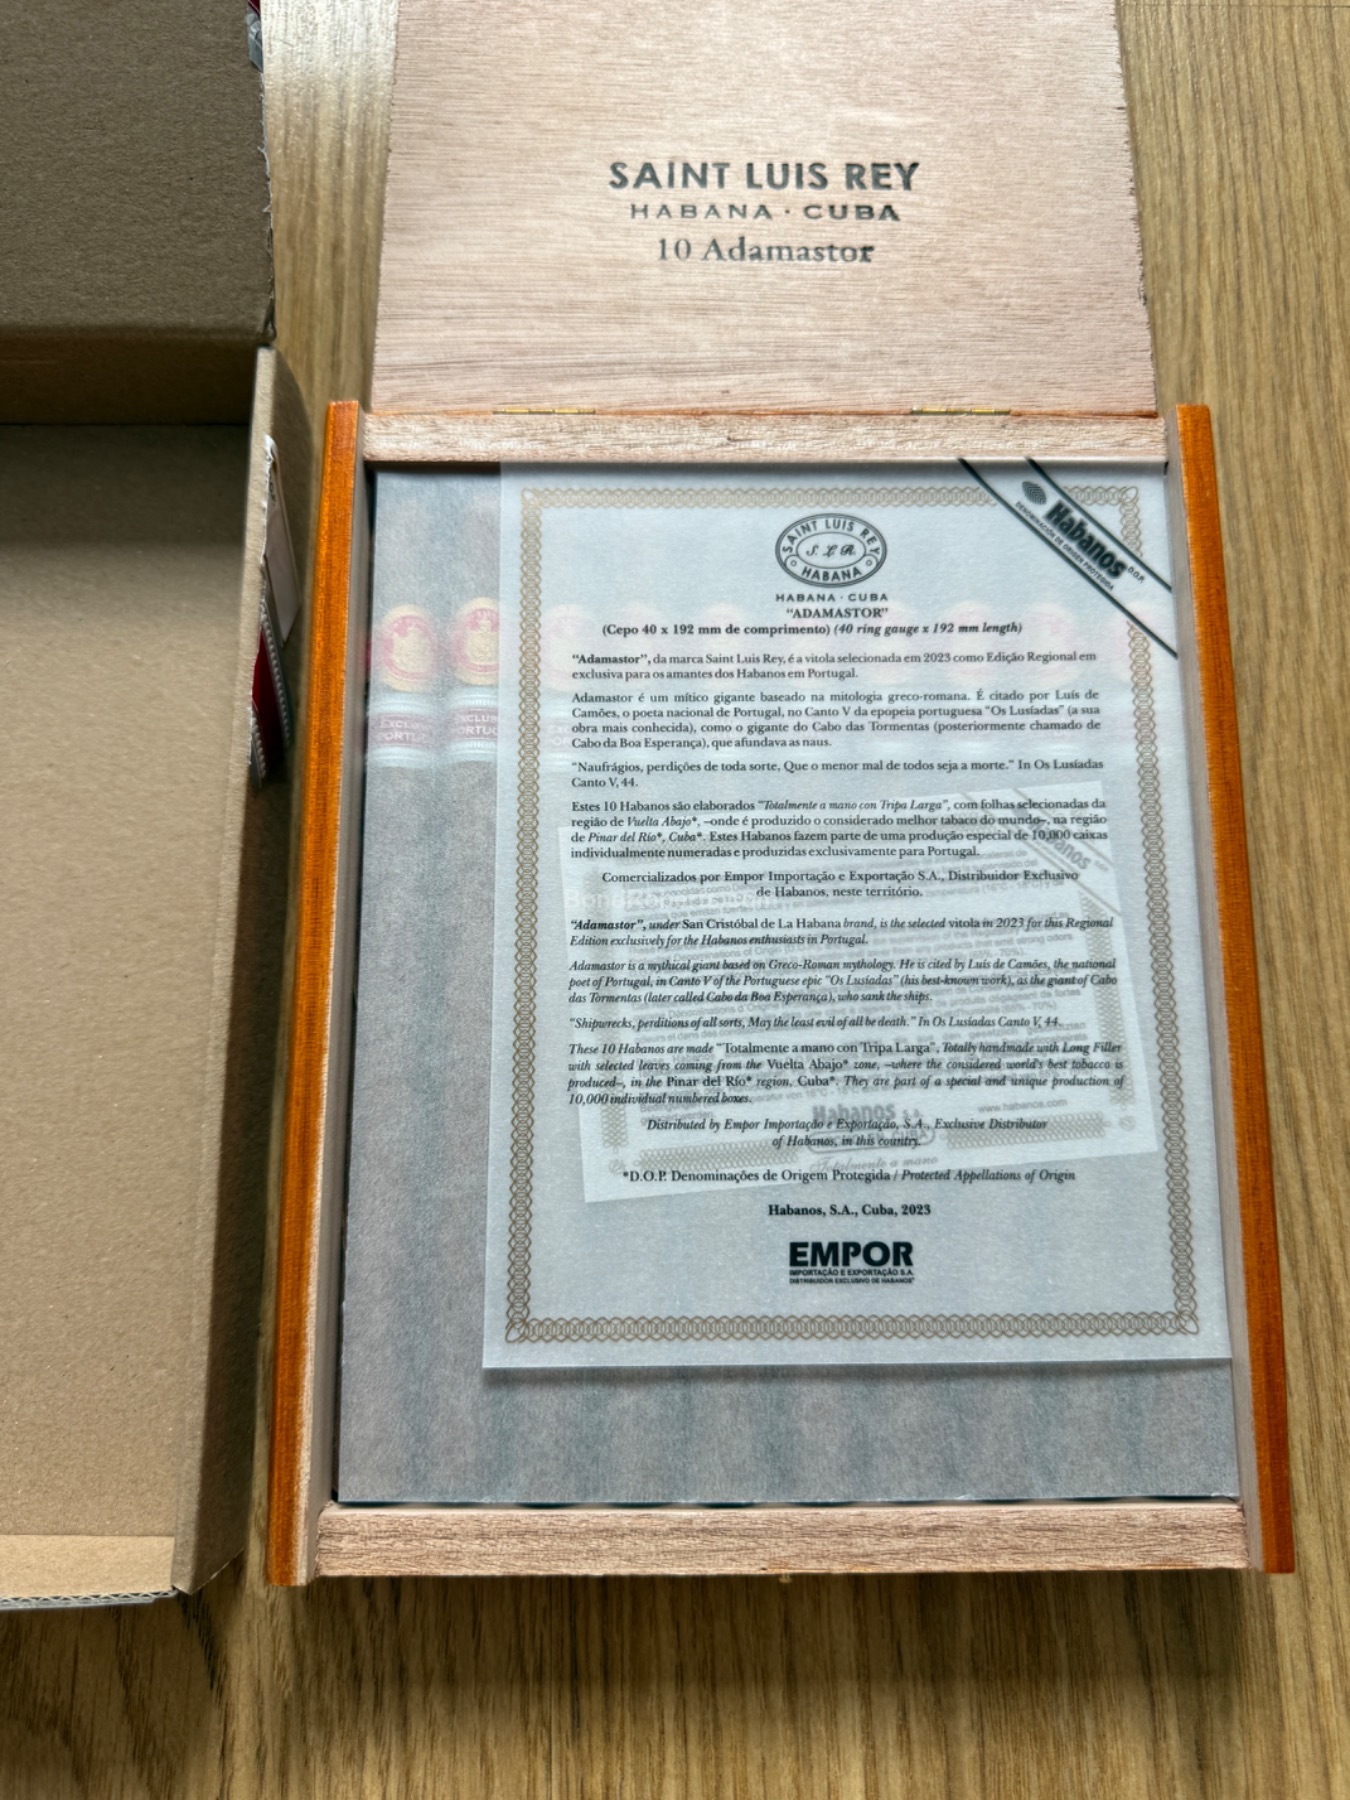 SAINT LUIS REY
HABANA · CUBA
10 Adamastor
Habanos D.O.P.
DENOMINACIÓN DE ORIGEN PROTEGIDA
SAINT LUIS REY
S. L. R.
HABANA
HABANA · CUBA
"ADAMASTOR"
(Cepo 40 x 192 mm de comprimento) (40 ring gauge x 192 mm length)
"Adamastor", da marca Saint Luis Rey, é a vitola selecionada em 2023 como Edição Regional em
exclusiva para os amantes dos Habanos em Portugal.
Adamastor é um mítico gigante baseado na mitologia greco-romana. É citado por Luís de
Camões, o poeta nacional de Portugal, no Canto V da epopeia portuguesa "Os Lusíadas" (a sua
obra mais conhecida), como o gigante do Cabo das Tormentas (posteriormente chamado de
Cabo da Boa Esperança), que afundava as naus.
"Naufrágios, perdições de toda sorte, Que o menor mal de todos seja a morte." In Os Lusíadas
Canto V, 44.
Estes 10 Habanos são elaborados "Totalmente a mano con Tripa Larga", com folhas selecionadas da
região de Vuelta Abajo*, –onde é produzido o considerado melhor tabaco do mundo–, na região
de Pinar del Río*, Cuba*. Estes Habanos fazem parte de uma produção especial de 10,000 caixas
individualmente numeradas e produzidas exclusivamente para Portugal.
Comercializados por Empor Importação e Exportação S.A., Distribuidor Exclusivo
de Habanos, neste território.
"Adamastor", under San Cristóbal de La Habana brand, is the selected vitola in 2023 for this Regional
Edition exclusively for the Habanos enthusiasts in Portugal.
Adamastor is a mythical giant based on Greco-Roman mythology. He is cited by Luís de Camões, the national
poet of Portugal, in Canto V of the Portuguese epic "Os Lusíadas" (his best-known work), as the giant of Cabo
das Tormentas (later called Cabo da Boa Esperança), who sank the ships.
"Shipwrecks, perditions of all sorts, May the least evil of all be death." In Os Lusíadas Canto V, 44.
These 10 Habanos are made "Totalmente a mano con Tripa Larga", Totally handmade with Long Filler
with selected leaves coming from the Vuelta Abajo* zone, –where the considered world's best tobacco is
produced–, in the Pinar del Río* region, Cuba*. They are part of a special and unique production of
10,000 individual numbered boxes.
Distributed by Empor Importação e Exportação, S.A., Exclusive Distributor
of Habanos, in this country.
*D.O.P. Denominações de Origem Protegida / Protected Appellations of Origin
Habanos, S.A., Cuba, 2023
EMPOR
IMPORTAÇÃO E EXPORTAÇÃO S.A.
DISTRIBUIDOR EXCLUSIVO DE HABANOS
Habanos S.A.
www.habanos.com